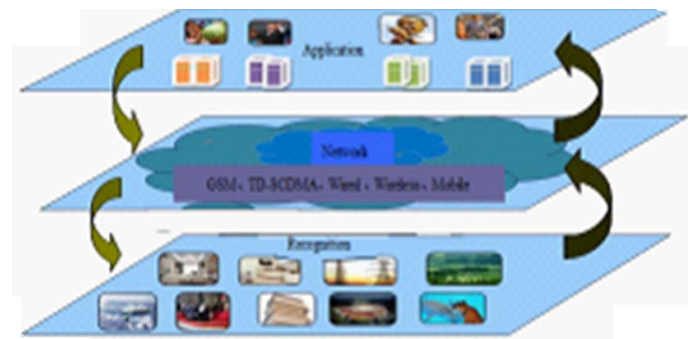 Application
Network
GSM、TD-SCDMA、Wired、Wireless、Mobile
Recognition